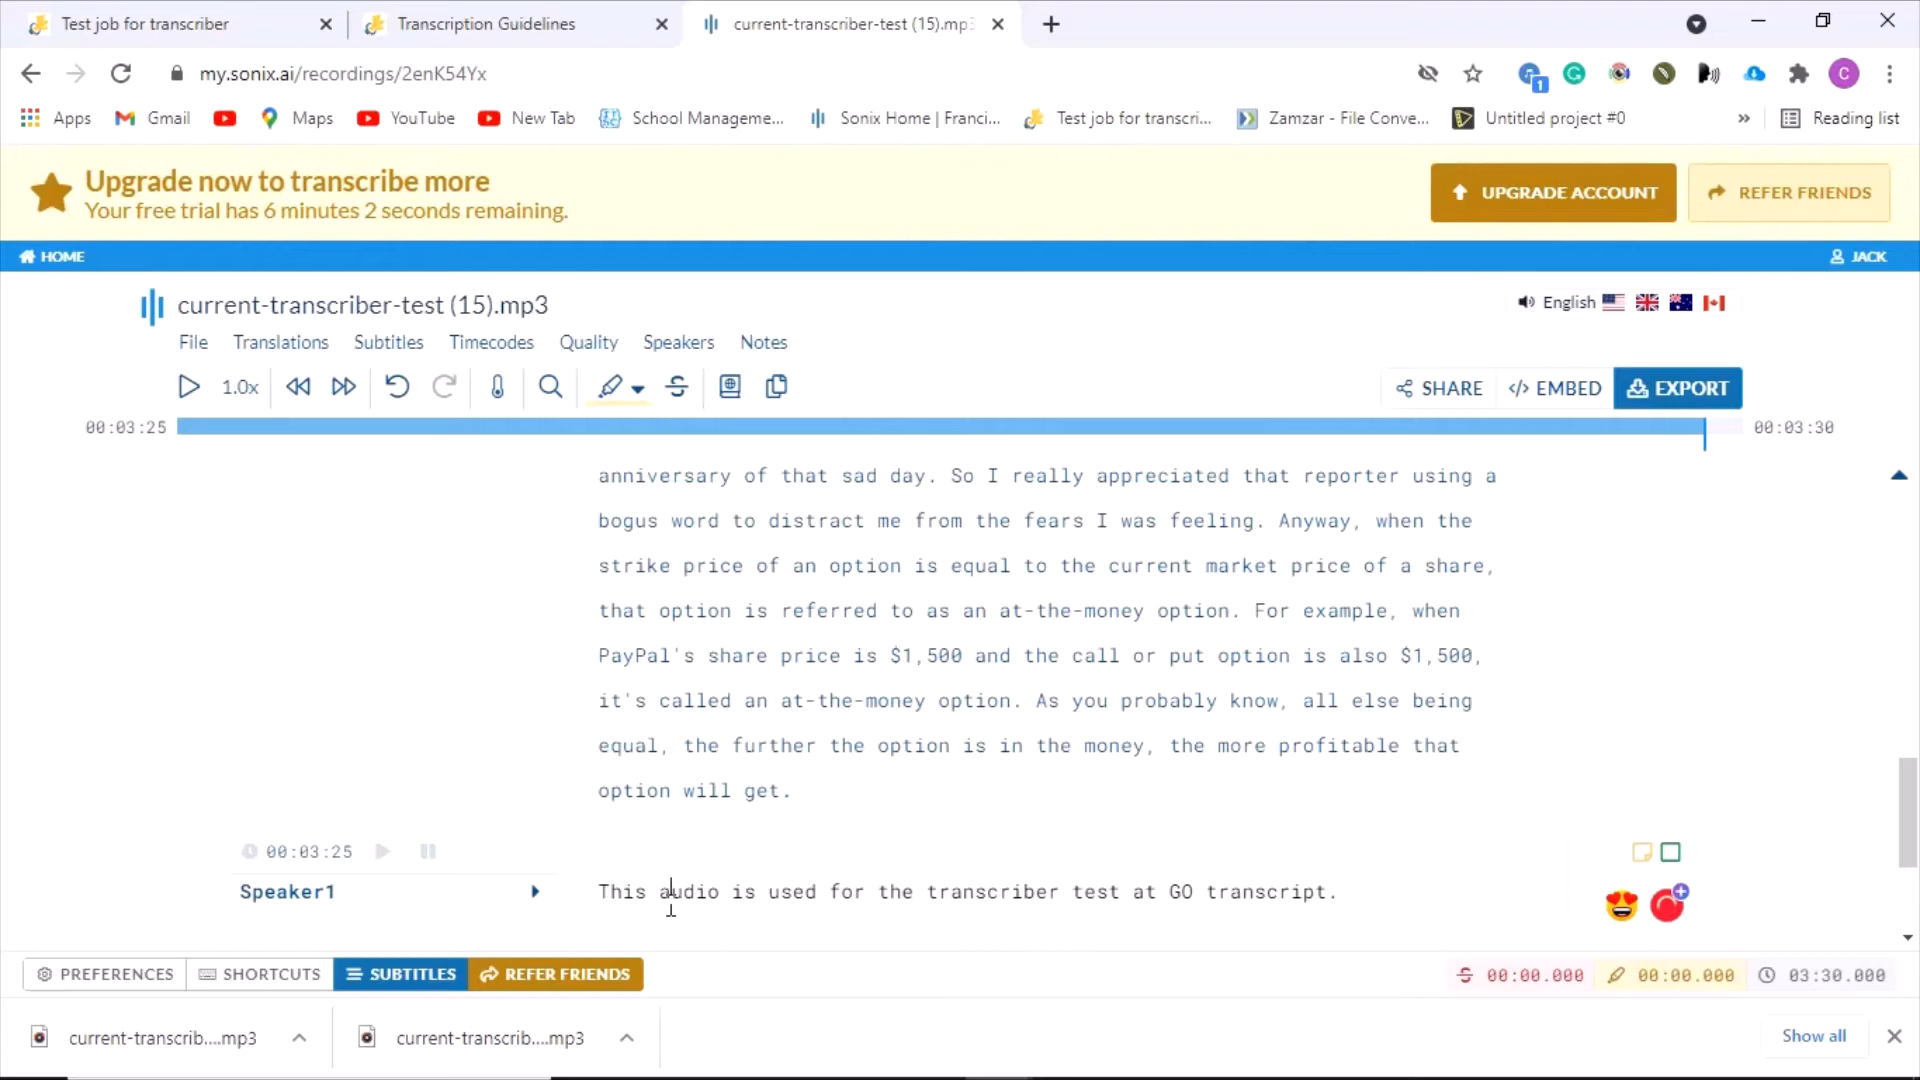 Test job for transcriber
Transcription Guidelines
current-transcriber-test (15).mp3
my.sonix.ai/recordings/2enK54Yx
1
C
Apps
Gmail
Maps
YouTube
New Tab
School Manageme...
Sonix Home | Franci...
Test job for transcri...
Zamzar - File Conve...
Untitled project #0
»
Reading list
Upgrade now to transcribe more
Your free trial has 6 minutes 2 seconds remaining.
UPGRADE ACCOUNT
REFER FRIENDS
HOME
JACK
current-transcriber-test (15).mp3
English
File Translations Subtitles Timecodes Quality Speakers Notes
1.0x
SHARE
</> EMBED
EXPORT
00:03:25
00:03:30
anniversary of that sad day. So I really appreciated that reporter using a
bogus word to distract me from the fears I was feeling. Anyway, when the
strike price of an option is equal to the current market price of a share,
that option is referred to as an at-the-money option. For example, when
PayPal's share price is $1,500 and the call or put option is also $1,500,
it's called an at-the-money option. As you probably know, all else being
equal, the further the option is in the money, the more profitable that
option will get.
00:03:25
Speaker1
This audio is used for the transcriber test at GO transcript.
PREFERENCES
SHORTCUTS
SUBTITLES
REFER FRIENDS
00:00.000
00:00.000
03:30.000
current-transcrib....mp3
current-transcrib....mp3
Show all